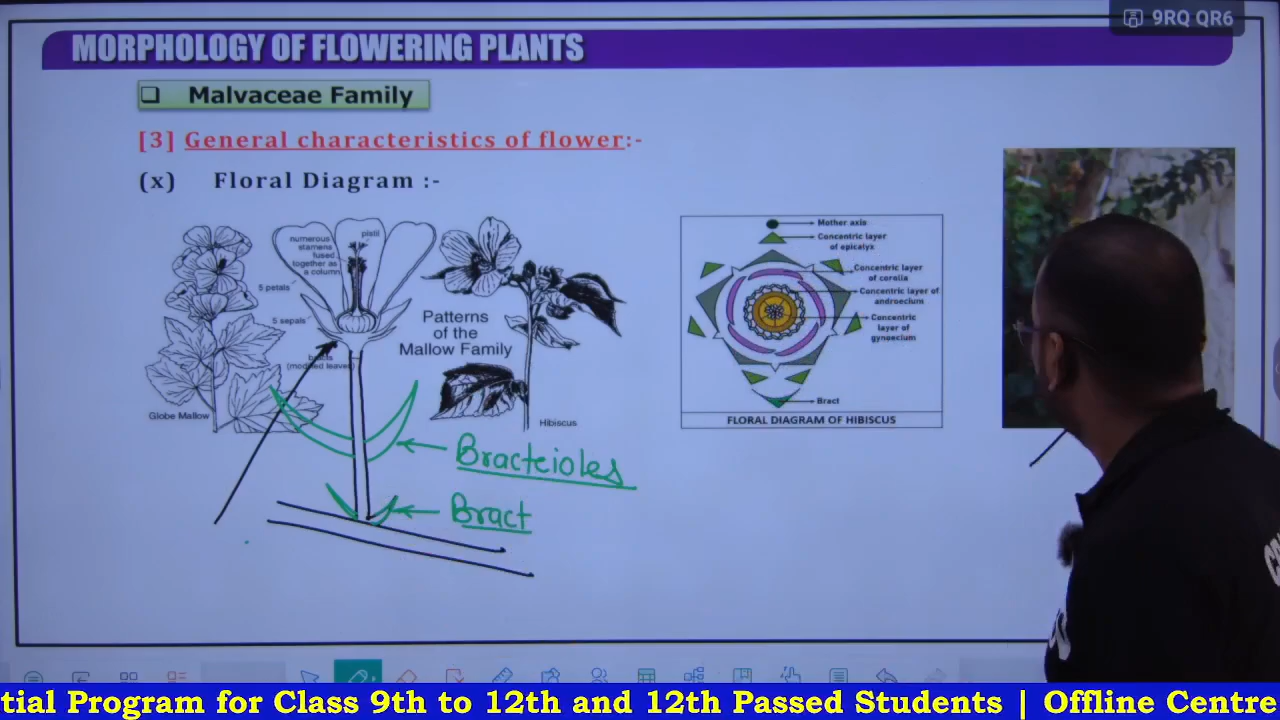 9RQ QR6
MORPHOLOGY OF FLOWERING PLANTS
❑ Malvaceae Family
[3] General characteristics of flower:-
(x) Floral Diagram :-
numerous
stamens
fused
together as
a column
pistil
5 petals
5 sepals
(modified leaves)
Patterns
of the
Mallow Family
Globe Mallow
Hibiscus
Mother axis
Concentric layer
of epicalyx
Concentric layer
of corolla
Concentric layer of
androecium
Concentric
layer of
gynoecium
Bract
FLORAL DIAGRAM OF HIBISCUS
Bracteioles
Bract
tial Program for Class 9th to 12th and 12th Passed Students | Offline Centre